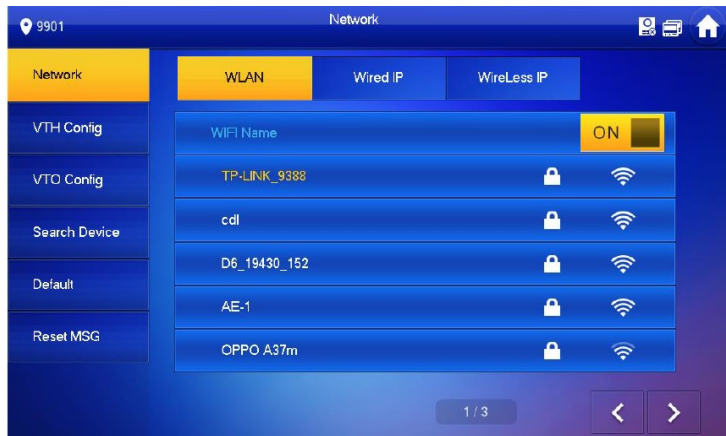 9901
Network
Network
WLAN
Wired IP
WireLess IP
VTH Config
WIFI Name
ON
VTO Config
TP-LINK_9388
Search Device
cdl
D6_19430_152
Default
AE-1
Reset MSG
OPPO A37m
1 / 3